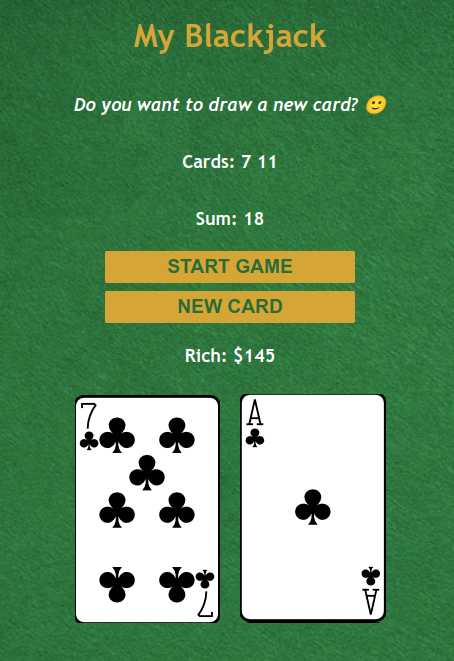 My Blackjack
Do you want to draw a new card? 🙂
Cards: 7 11
Sum: 18
START GAME
NEW CARD
Rich: $145
7
A
7
A